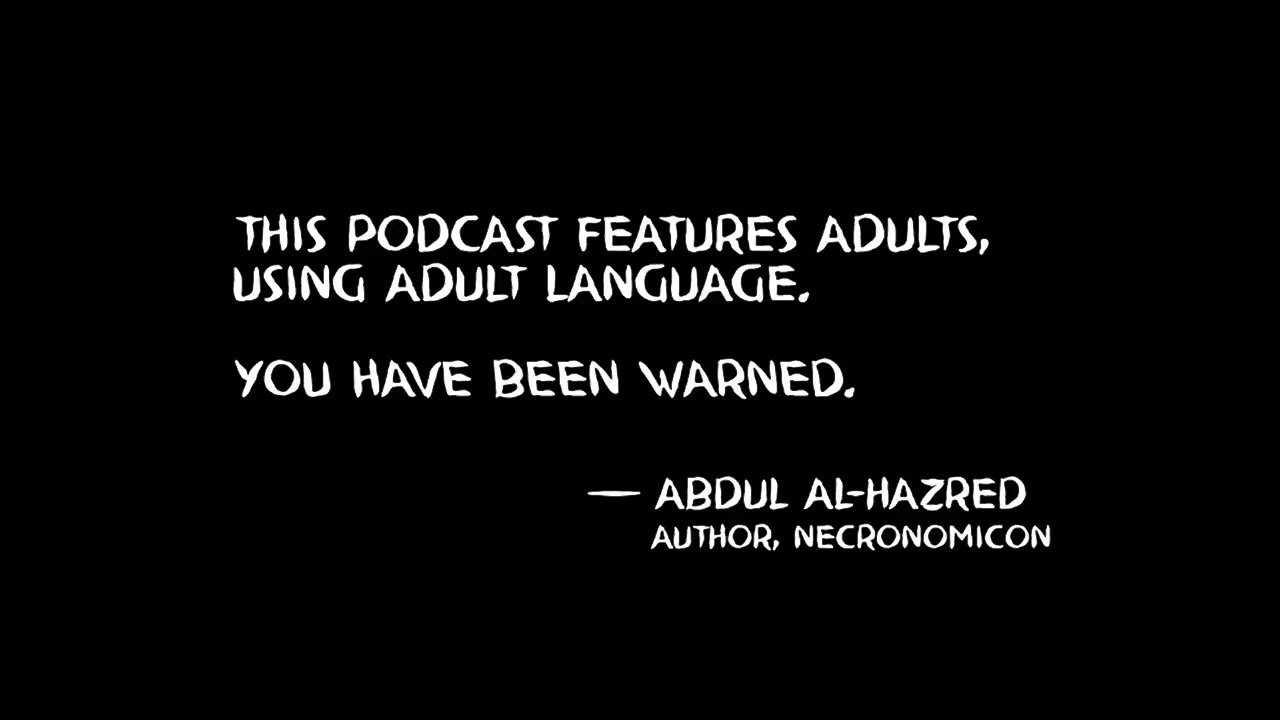 THIS PODCAST FEATURES ADULTS,
USING ADULT LANGUAGE.
YOU HAVE BEEN WARNED.
— ABDUL AL-HAZRED
AUTHOR, NECRONOMICON